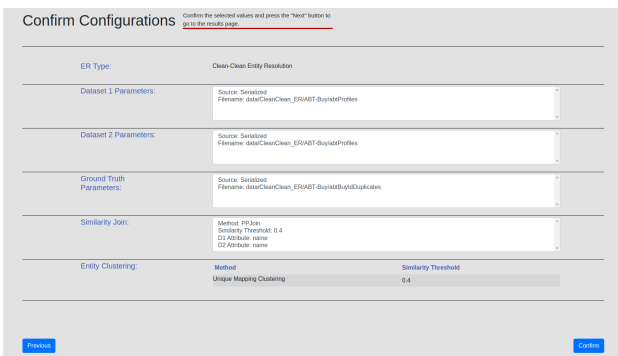 Confirm Configurations
Confirm the selected values and press the "Next" button to
go to the results page.
ER Type:
Clean-Clean Entity Resolution
Dataset 1 Parameters:
Source: Serialized
Filename: data/CleanClean_ER/ABT-Buy/abtProfiles
Dataset 2 Parameters:
Source: Serialized
Filename: data/CleanClean_ER/ABT-Buy/abtProfiles
Ground Truth
Parameters:
Source: Serialized
Filename: data/CleanClean_ER/ABT-Buy/abtBuyIdDuplicates
Similarity Join:
Method: PPJoin
Similarity Threshold: 0.4
D1 Attribute: name
D2 Attribute: name
Entity Clustering:
Method Similarity Threshold
Unique Mapping Clustering 0.4
Previous Confirm